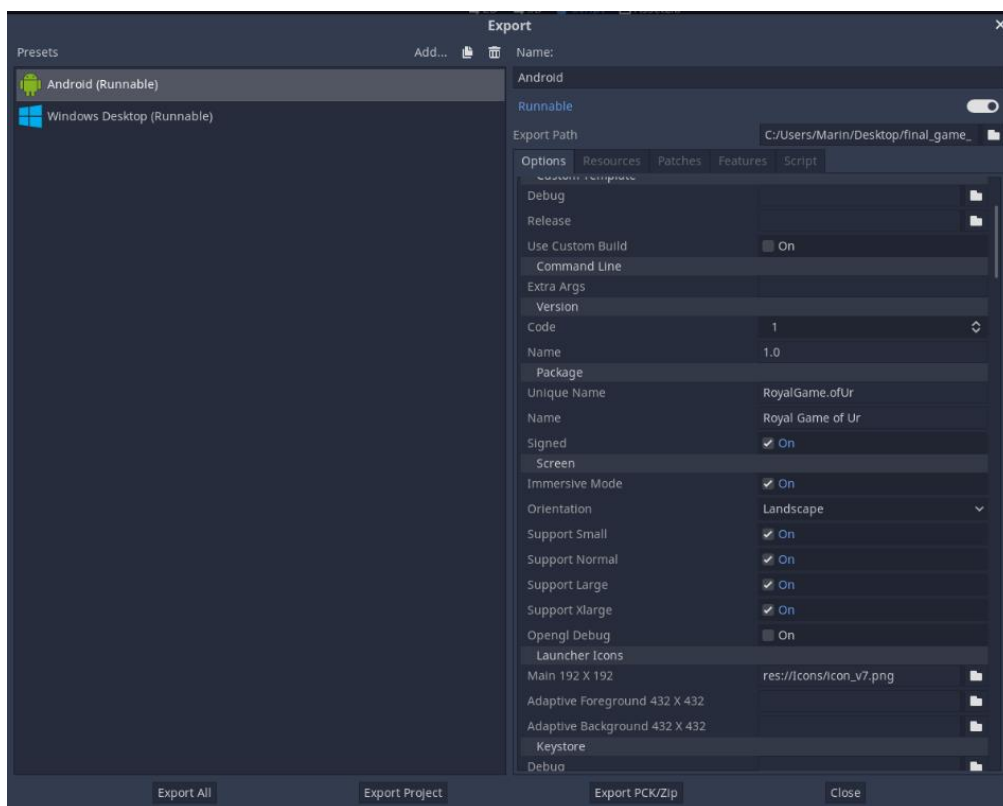 Export
Presets
Add...
Android (Runnable)
Windows Desktop (Runnable)
Name:
Android
Runnable
Export Path C:/Users/Marin/Desktop/final_game_
Options Resources Patches Features Script
Custom Template
Debug
Release
Use Custom Build On
Command Line
Extra Args
Version
Code 1
Name 1.0
Package
Unique Name RoyalGame.ofUr
Name Royal Game of Ur
Signed On
Screen
Immersive Mode On
Orientation Landscape
Support Small On
Support Normal On
Support Large On
Support Xlarge On
Opengl Debug On
Launcher Icons
Main 192 X 192 res://Icons/icon_v7.png
Adaptive Foreground 432 X 432
Adaptive Background 432 X 432
Keystore
Debug
Export All Export Project Export PCK/Zip Close